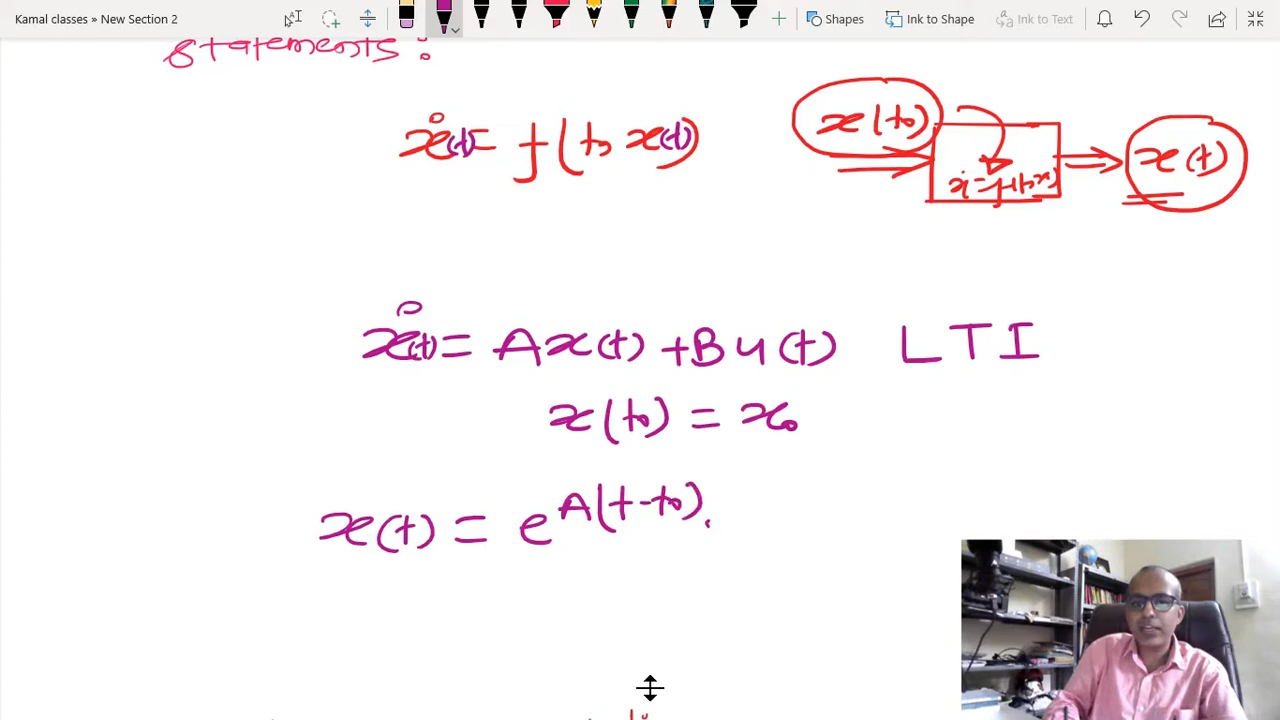 Kamal classes » New Section 2
Shapes
Ink to Shape
Ink to Text
statements:
ẋ(t) = f(t, x(t))
x(t₀)
ẋ=f(t,x)
x(t)
ẋ(t) = Ax(t) + Bu(t) LTI
x(t₀) = x₀
x(t) = e^A(t-t₀).